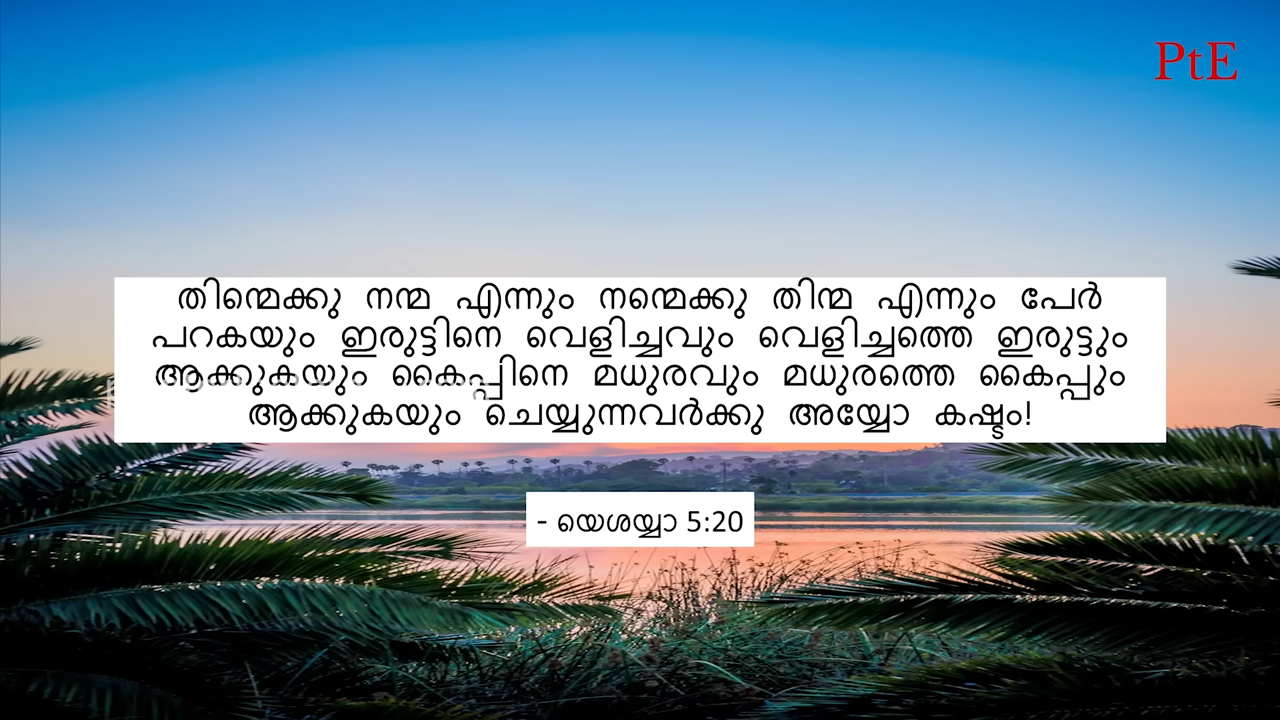 PtE
തിന്മെക്കു നന്മ എന്നും നന്മെക്കു തിന്മ എന്നും പേർ
പറകയും ഇരുട്ടിനെ വെളിച്ചവും വെളിച്ചത്തെ ഇരുട്ടും
ആക്കുകയും കൈപ്പിനെ മധുരവും മധുരത്തെ കൈപ്പും
ആക്കുകയും ചെയ്യുന്നവർക്കു അയ്യോ കഷ്ടം!
- യെശയ്യാ 5:20